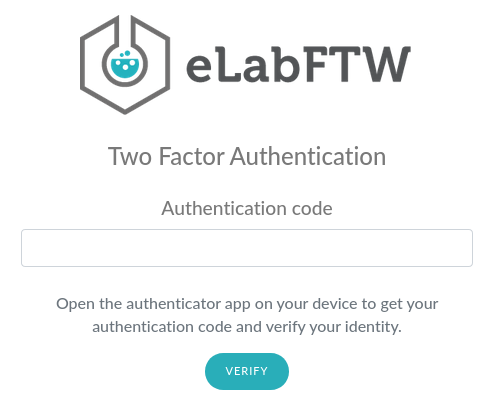 eLabFTW
Two Factor Authentication
Authentication code
Open the authenticator app on your device to get your
authentication code and verify your identity.
VERIFY